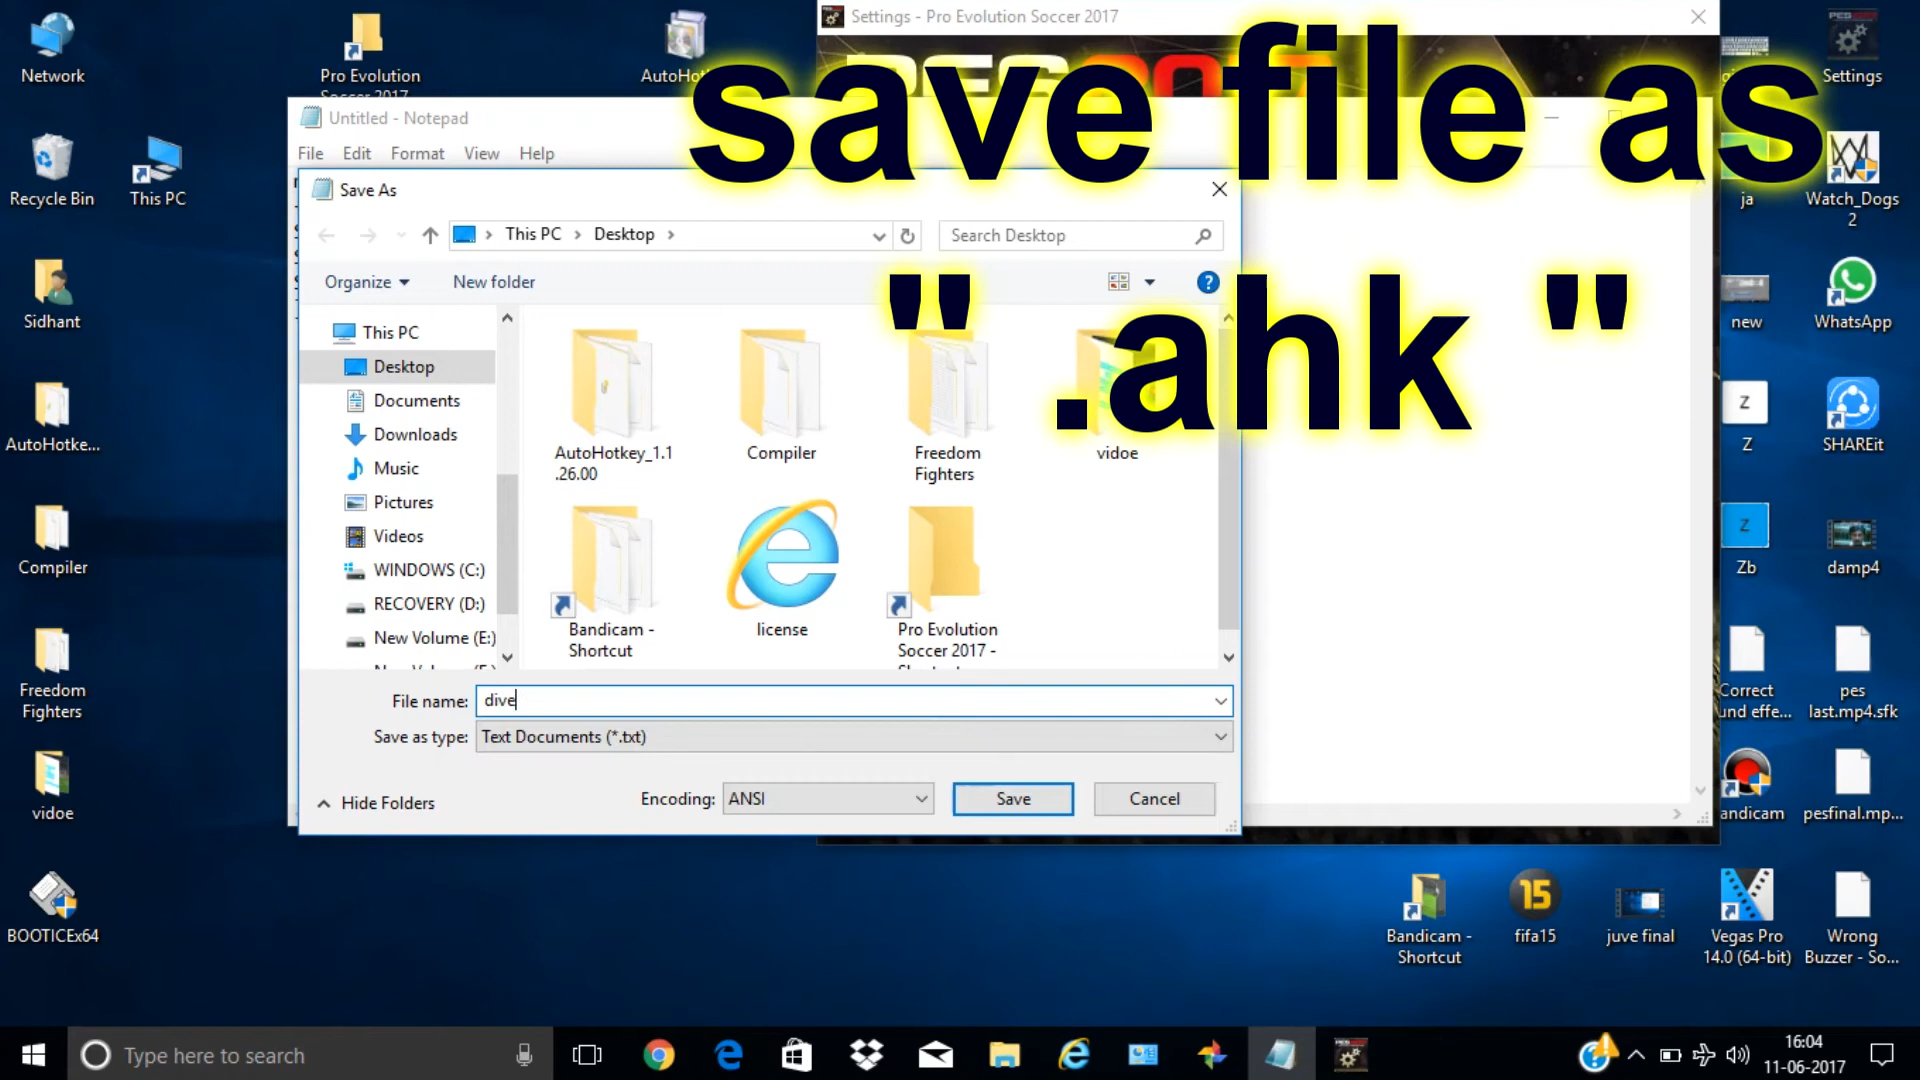 save file as
" .ahk "
Network
Pro Evolution
Soccer 2017
Settings - Pro Evolution Soccer 2017
Settings
Untitled - Notepad
File Edit Format View Help
Recycle Bin
This PC
ja
Watch_Dogs
2
Save As
This PC
Desktop
Search Desktop
Organize
New folder
Sidhant
new
WhatsApp
This PC
Desktop
Documents
Downloads
Music
Pictures
Videos
WINDOWS (C:)
RECOVERY (D:)
New Volume (E:)
AutoHotkey_1.1
.26.00
Compiler
Freedom
Fighters
vidoe
Bandicam -
Shortcut
license
Pro Evolution
Soccer 2017 -
AutoHotke...
Z
Z
SHAREit
Compiler
Z
Zb
damp4
Freedom
Fighters
Correct
und effe...
pes
last.mp4.sfk
File name: dive
Save as type: Text Documents (*.txt)
Hide Folders
Encoding: ANSI
Save
Cancel
vidoe
andicam
pesfinal.mp...
BOOTICEx64
15
Bandicam -
Shortcut
fifa15
juve final
Vegas Pro
14.0 (64-bit)
Wrong
Buzzer - So...
Type here to search
16:04
11-06-2017